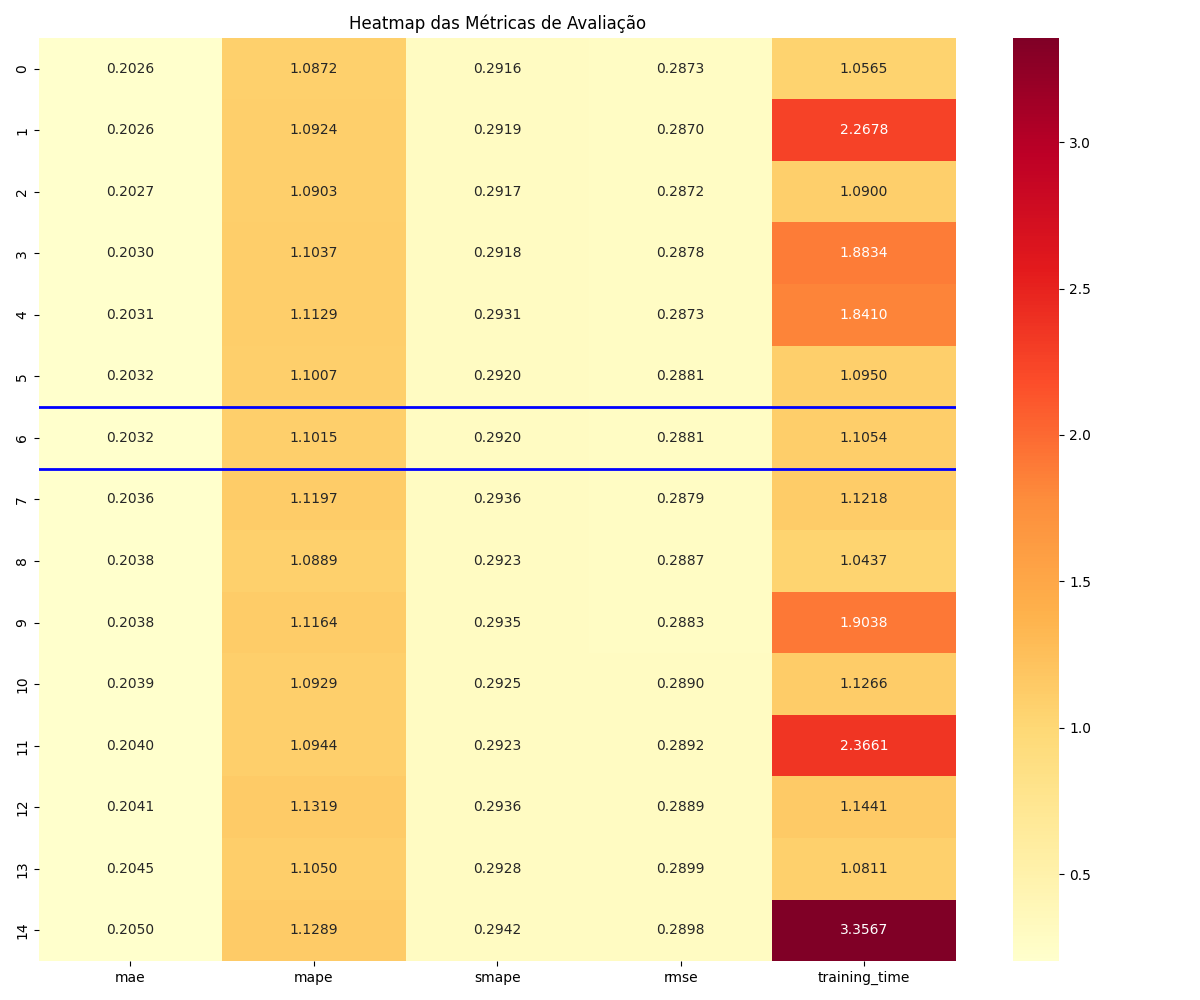 Heatmap das Métricas de Avaliação
0 0.2026 1.0872 0.2916 0.2873 1.0565
1 0.2026 1.0924 0.2919 0.2870 2.2678
2 0.2027 1.0903 0.2917 0.2872 1.0900
3 0.2030 1.1037 0.2918 0.2878 1.8834
4 0.2031 1.1129 0.2931 0.2873 1.8410
5 0.2032 1.1007 0.2920 0.2881 1.0950
6 0.2032 1.1015 0.2920 0.2881 1.1054
7 0.2036 1.1197 0.2936 0.2879 1.1218
8 0.2038 1.0889 0.2923 0.2887 1.0437
9 0.2038 1.1164 0.2935 0.2883 1.9038
10 0.2039 1.0929 0.2925 0.2890 1.1266
11 0.2040 1.0944 0.2923 0.2892 2.3661
12 0.2041 1.1319 0.2936 0.2889 1.1441
13 0.2045 1.1050 0.2928 0.2899 1.0811
14 0.2050 1.1289 0.2942 0.2898 3.3567
mae mape smape rmse training_time
3.0
2.5
2.0
1.5
1.0
0.5